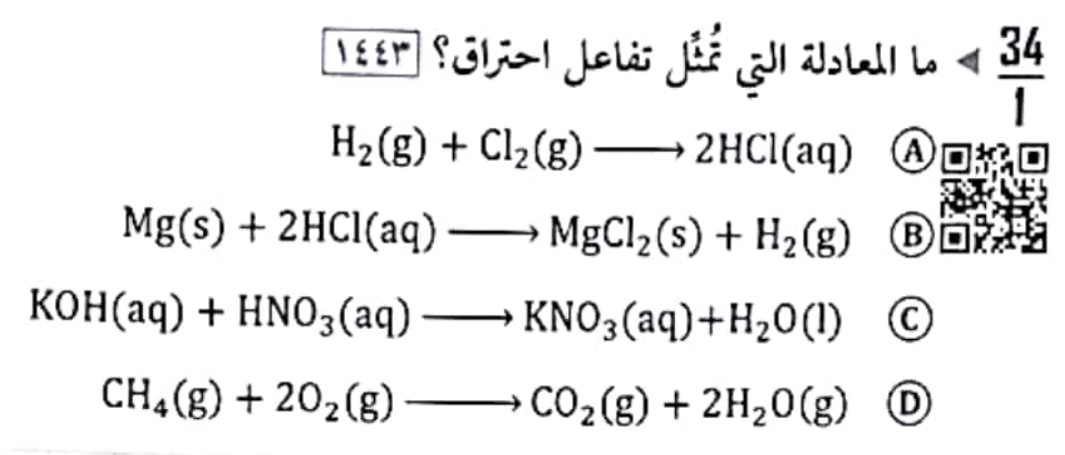 34/1 ◄ ما المعادلة التي تُمثِّل تفاعل احتراق؟ ١٤٤٣
Ⓐ H₂(g) + Cl₂(g) ⟶ 2HCl(aq)
Ⓑ Mg(s) + 2HCl(aq) ⟶ MgCl₂(s) + H₂(g)
Ⓒ KOH(aq) + HNO₃(aq) ⟶ KNO₃(aq)+H₂O(l)
Ⓓ CH₄(g) + 2O₂(g) ⟶ CO₂(g) + 2H₂O(g)